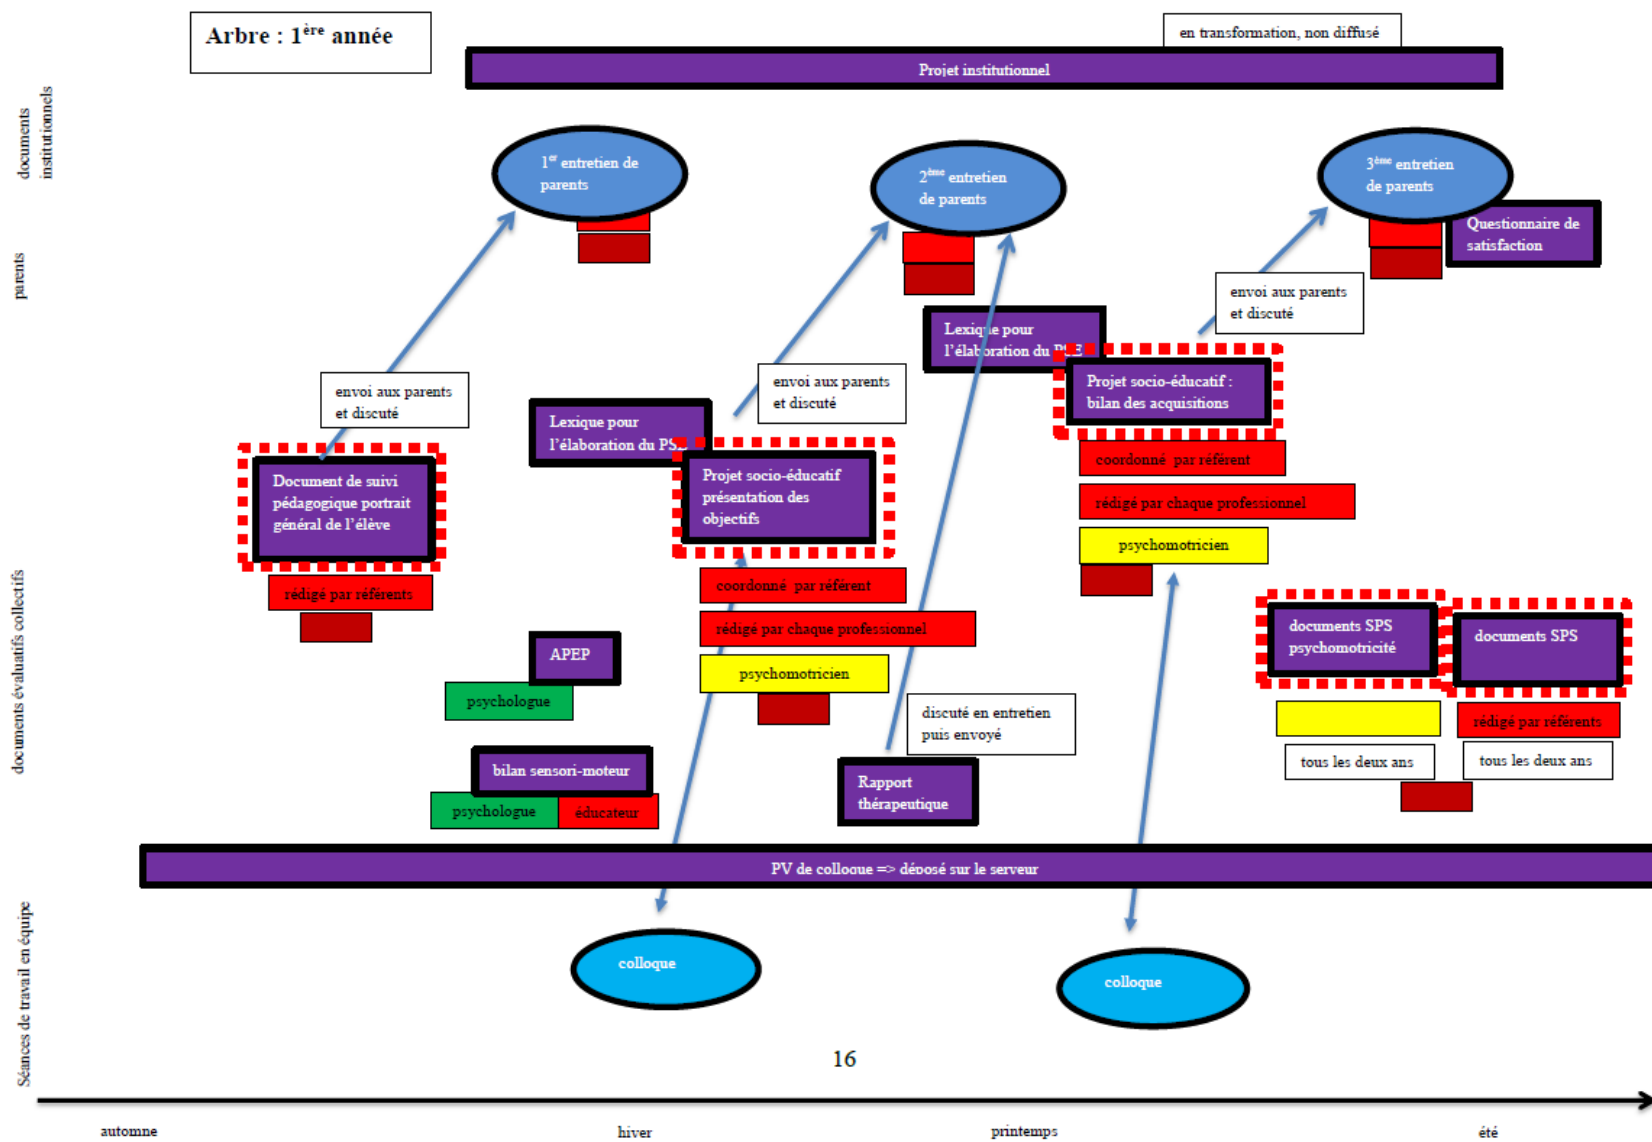 Arbre : 1ère année
en transformation, non diffusé
Projet institutionnel
documents
institutionnels
1er entretien de
parents
2ème entretien
de parents
3ème entretien
de parents
Questionnaire de
satisfaction
parents
envoi aux parents
et discuté
Lexique pour
l'élaboration du PSE
envoi aux parents
et discuté
envoi aux parents
et discuté
Projet socio-éducatif :
bilan des acquisitions
Lexique pour
l'élaboration du PSE
coordonné par référent
rédigé par chaque professionnel
psychomotricien
Document de suivi
pédagogique portrait
général de l'élève
rédigé par référents
Projet socio-éducatif
présentation des
objectifs
coordonné par référent
rédigé par chaque professionnel
psychomotricien
documents évaluatifs collectifs
APEP
psychologue
bilan sensori-moteur
psychologue
éducateur
discuté en entretien
puis envoyé
Rapport
thérapeutique
documents SPS
psychomotricité
documents SPS
rédigé par référents
tous les deux ans
tous les deux ans
PV de colloque => déposé sur le serveur
Séances de travail en équipe
colloque
colloque
16
automne
hiver
printemps
été